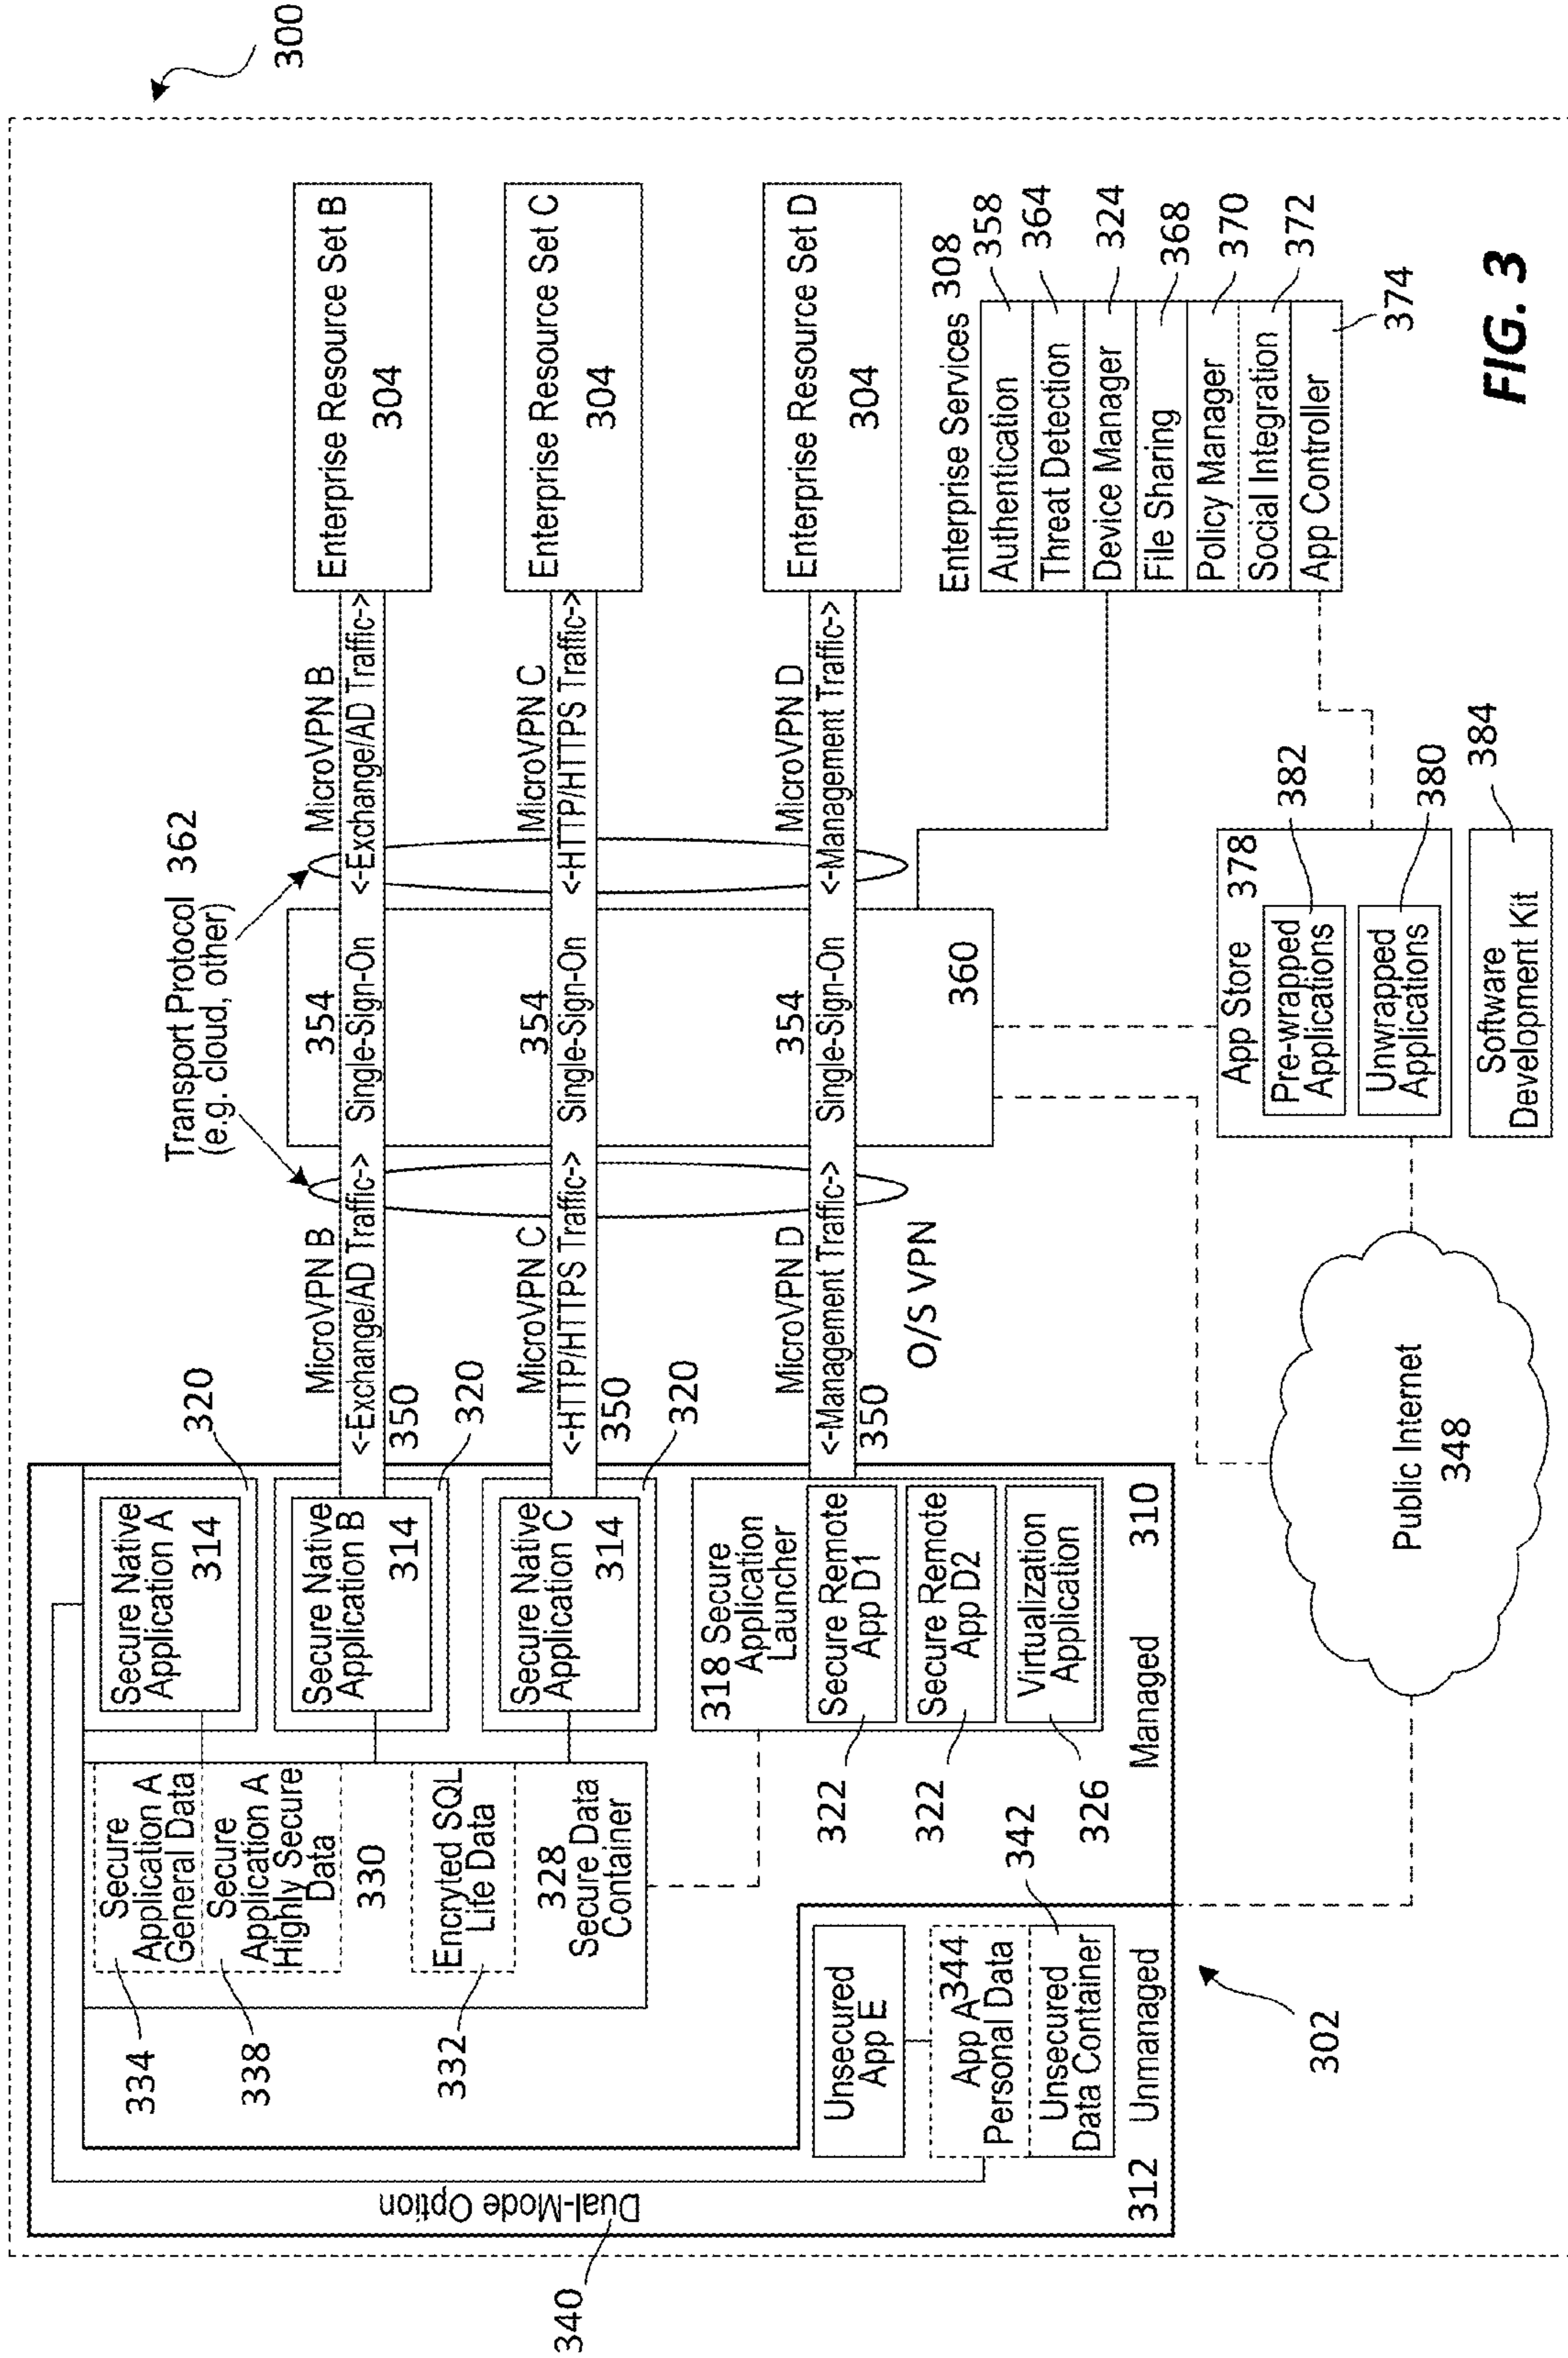 300
340
Dual-Mode Option
334
338
332
Secure
Application A
General Data
Secure
Application A
Highly Secure
Data
330
Encryted SQL
Life Data
328
Secure Data
Container
Secure Native
Application A
314
320
Secure Native
Application B
314
320
Secure Native
Application C
314
320
318 Secure
Application
Launcher
Secure Remote
App D1
322
Secure Remote
App D2
322
Virtualization
Application
326
Managed
310
Unsecured
App E
344
App A
Personal Data
342
Unsecured
Data Container
312
Unmanaged
302
Transport Protocol 362
(e.g. cloud, other)
MicroVPN B
<-Exchange/AD Traffic->
350
354
Single-Sign-On
MicroVPN B
<-Exchange/AD Traffic->
Enterprise Resource Set B
304
MicroVPN C
<-HTTP/HTTPS Traffic->
350
354
Single-Sign-On
MicroVPN C
<-HTTP/HTTPS Traffic->
Enterprise Resource Set C
304
MicroVPN D
<-Management Traffic->
350
354
Single-Sign-On
MicroVPN D
<-Management Traffic->
Enterprise Resource Set D
304
O/S VPN
360
Enterprise Services 308
Authentication
358
Threat Detection
364
Device Manager
324
File Sharing
368
Policy Manager
370
Social Integration
372
App Controller
374
Public Internet
348
App Store 378
Pre-wrapped
Applications
382
Unwrapped
Applications
380
Software
Development Kit
384
FIG. 3